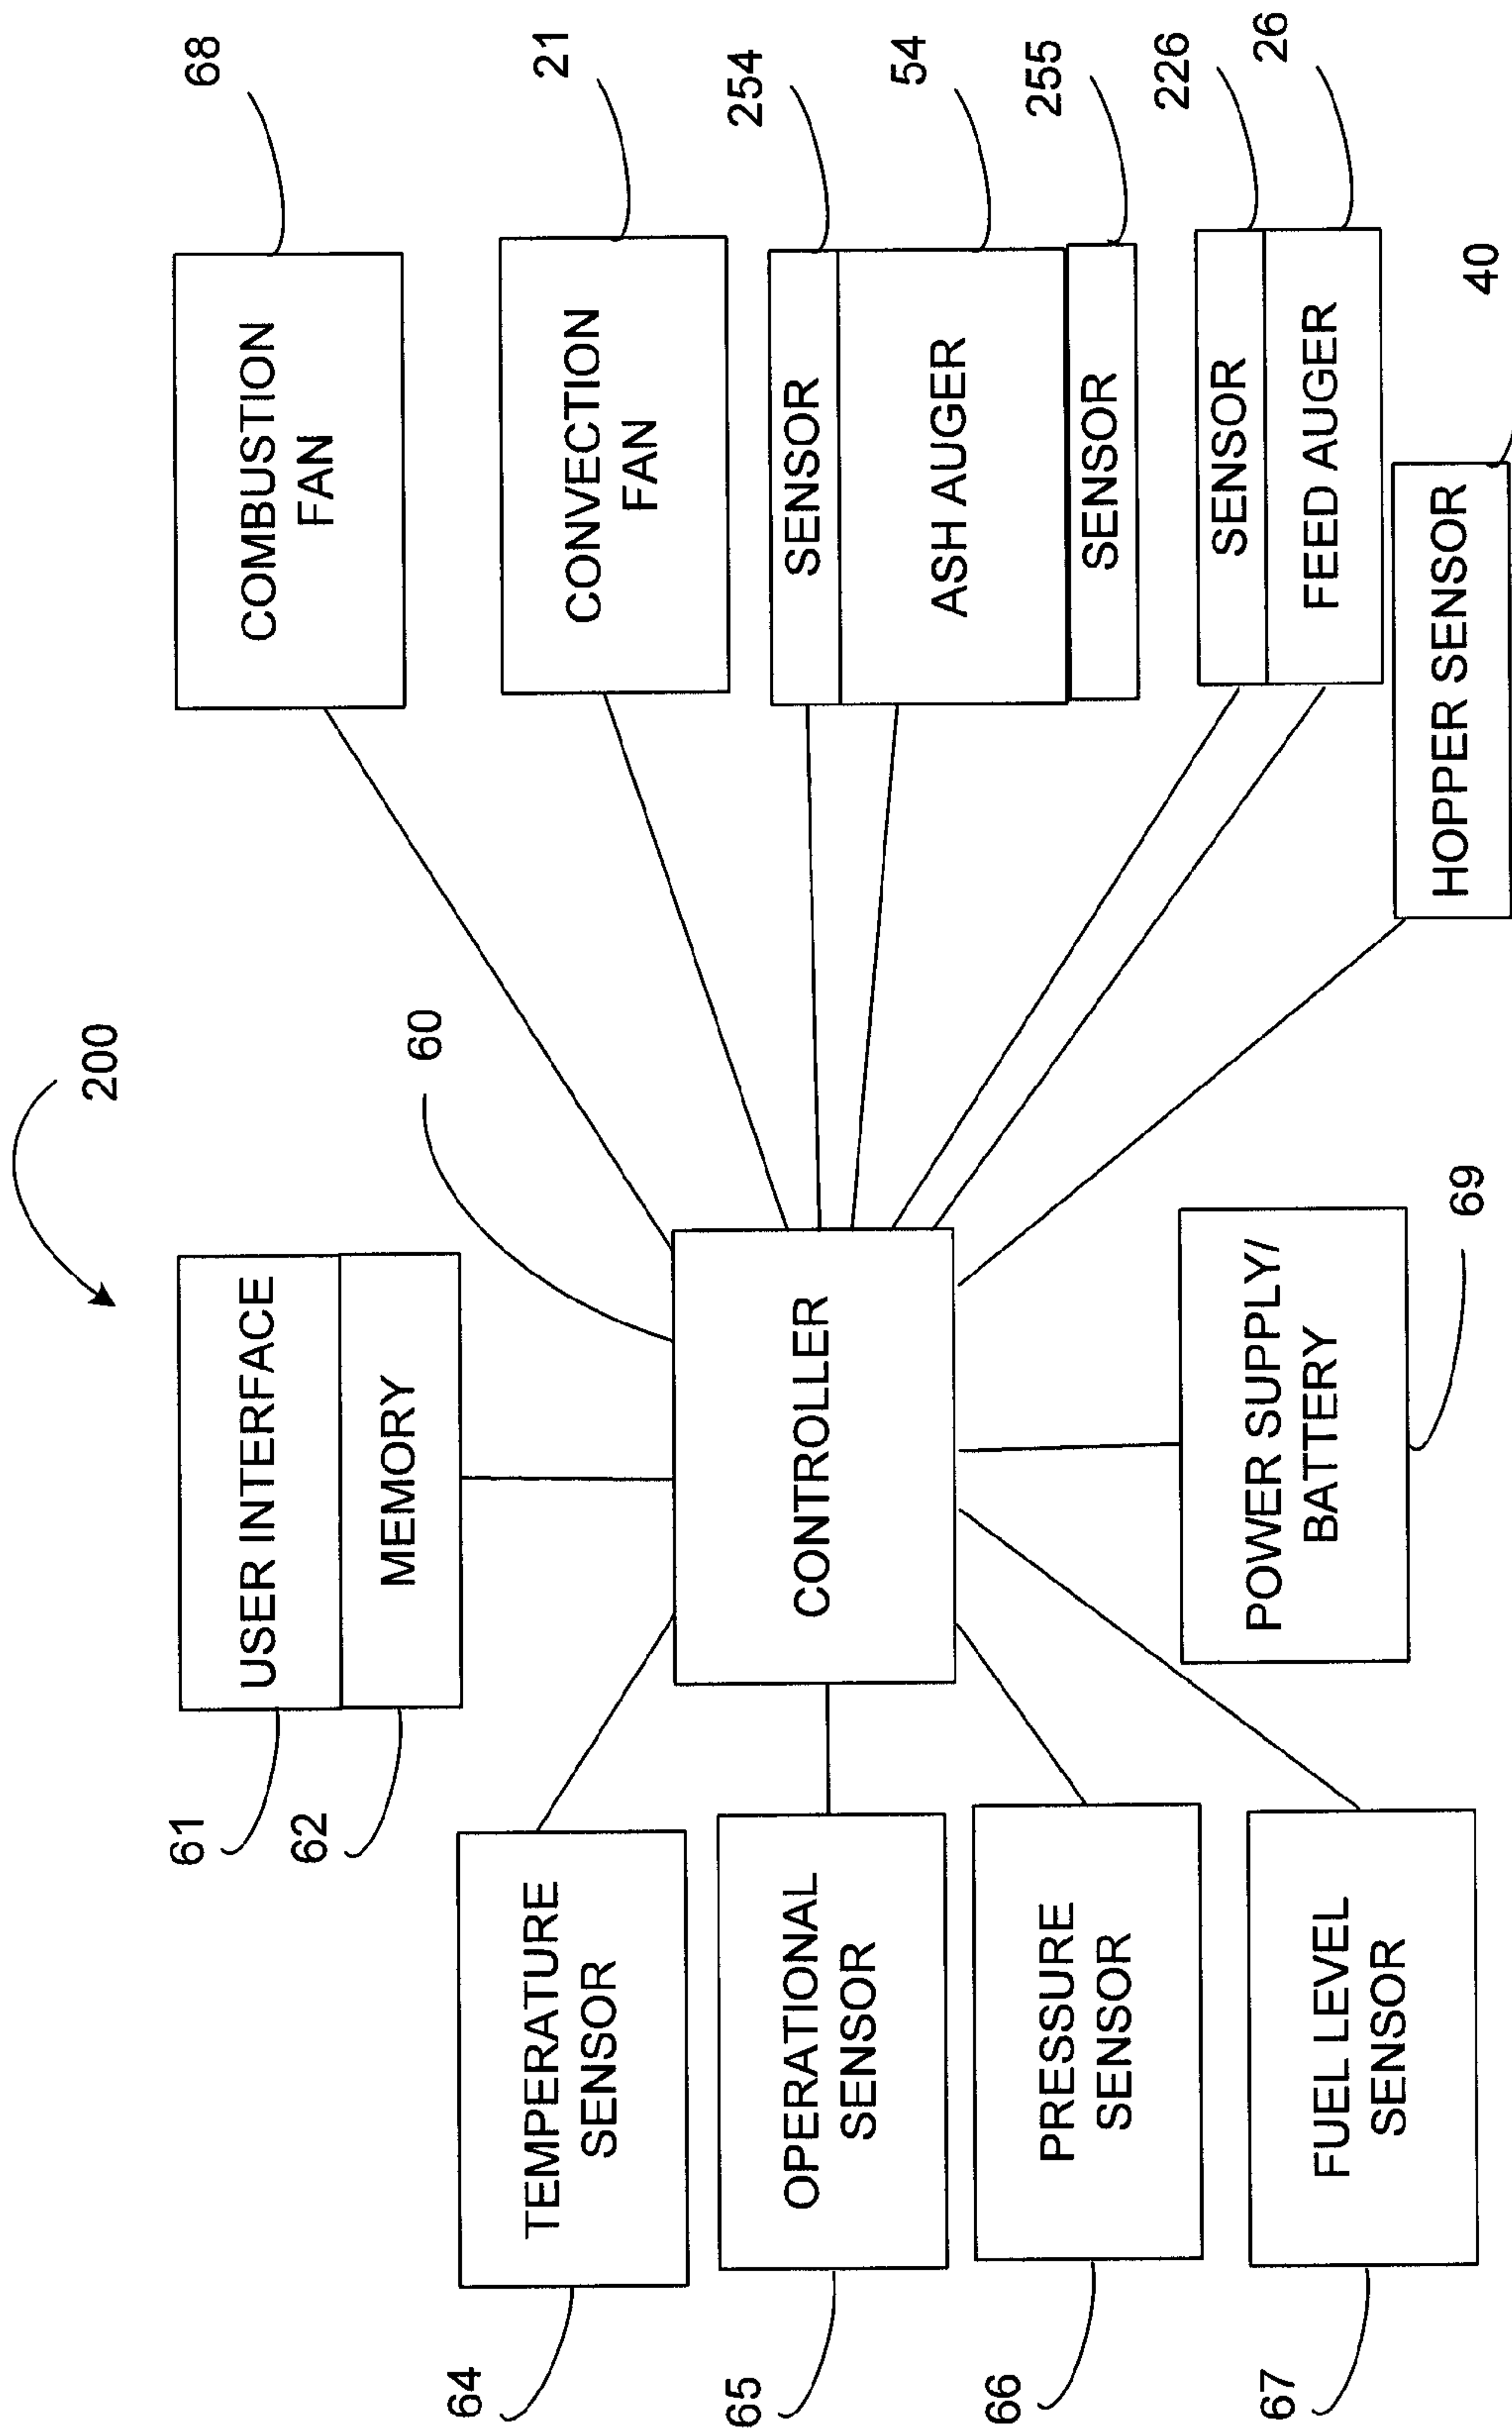 200
61
USER INTERFACE
62
MEMORY
60
CONTROLLER
64
TEMPERATURE
SENSOR
65
OPERATIONAL
SENSOR
66
PRESSURE
SENSOR
67
FUEL LEVEL
SENSOR
POWER SUPPLY/
BATTERY
69
COMBUSTION
FAN
68
CONVECTION
FAN
21
SENSOR
254
ASH AUGER
54
SENSOR
255
SENSOR
226
FEED AUGER
26
HOPPER SENSOR
40